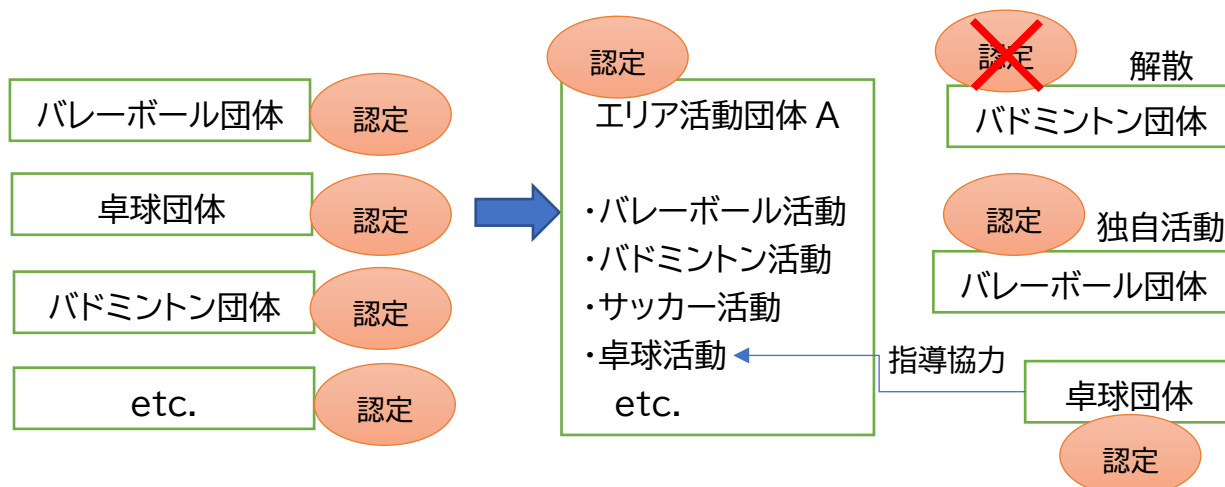 バレーボール団体
認定
卓球団体
認定
バドミントン団体
認定
etc.
認定
認定
エリア活動団体 A
・バレーボール活動
・バドミントン活動
・サッカー活動
・卓球活動
etc.
認定
解散
バドミントン団体
認定
独自活動
バレーボール団体
指導協力
卓球団体
認定